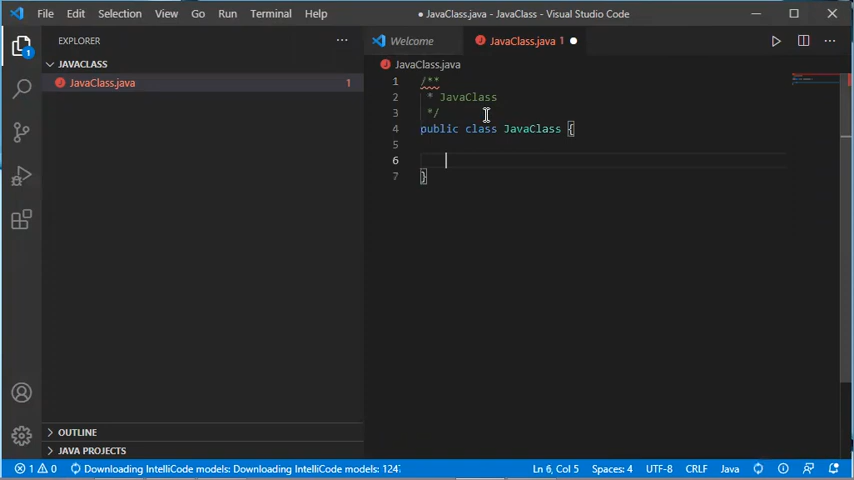 File Edit Selection View Go Run Terminal Help ● JavaClass.java - JavaClass - Visual Studio Code
EXPLORER ···
Welcome
JavaClass.java 1
1
JAVACLASS
JavaClass.java 1
JavaClass.java
1 /**
2 * JavaClass
3 */
4 public class JavaClass {
5
6
7 }
OUTLINE
JAVA PROJECTS
1 0 Downloading IntelliCode models: Downloading IntelliCode models: 1247 Ln 6, Col 5 Spaces: 4 UTF-8 CRLF Java